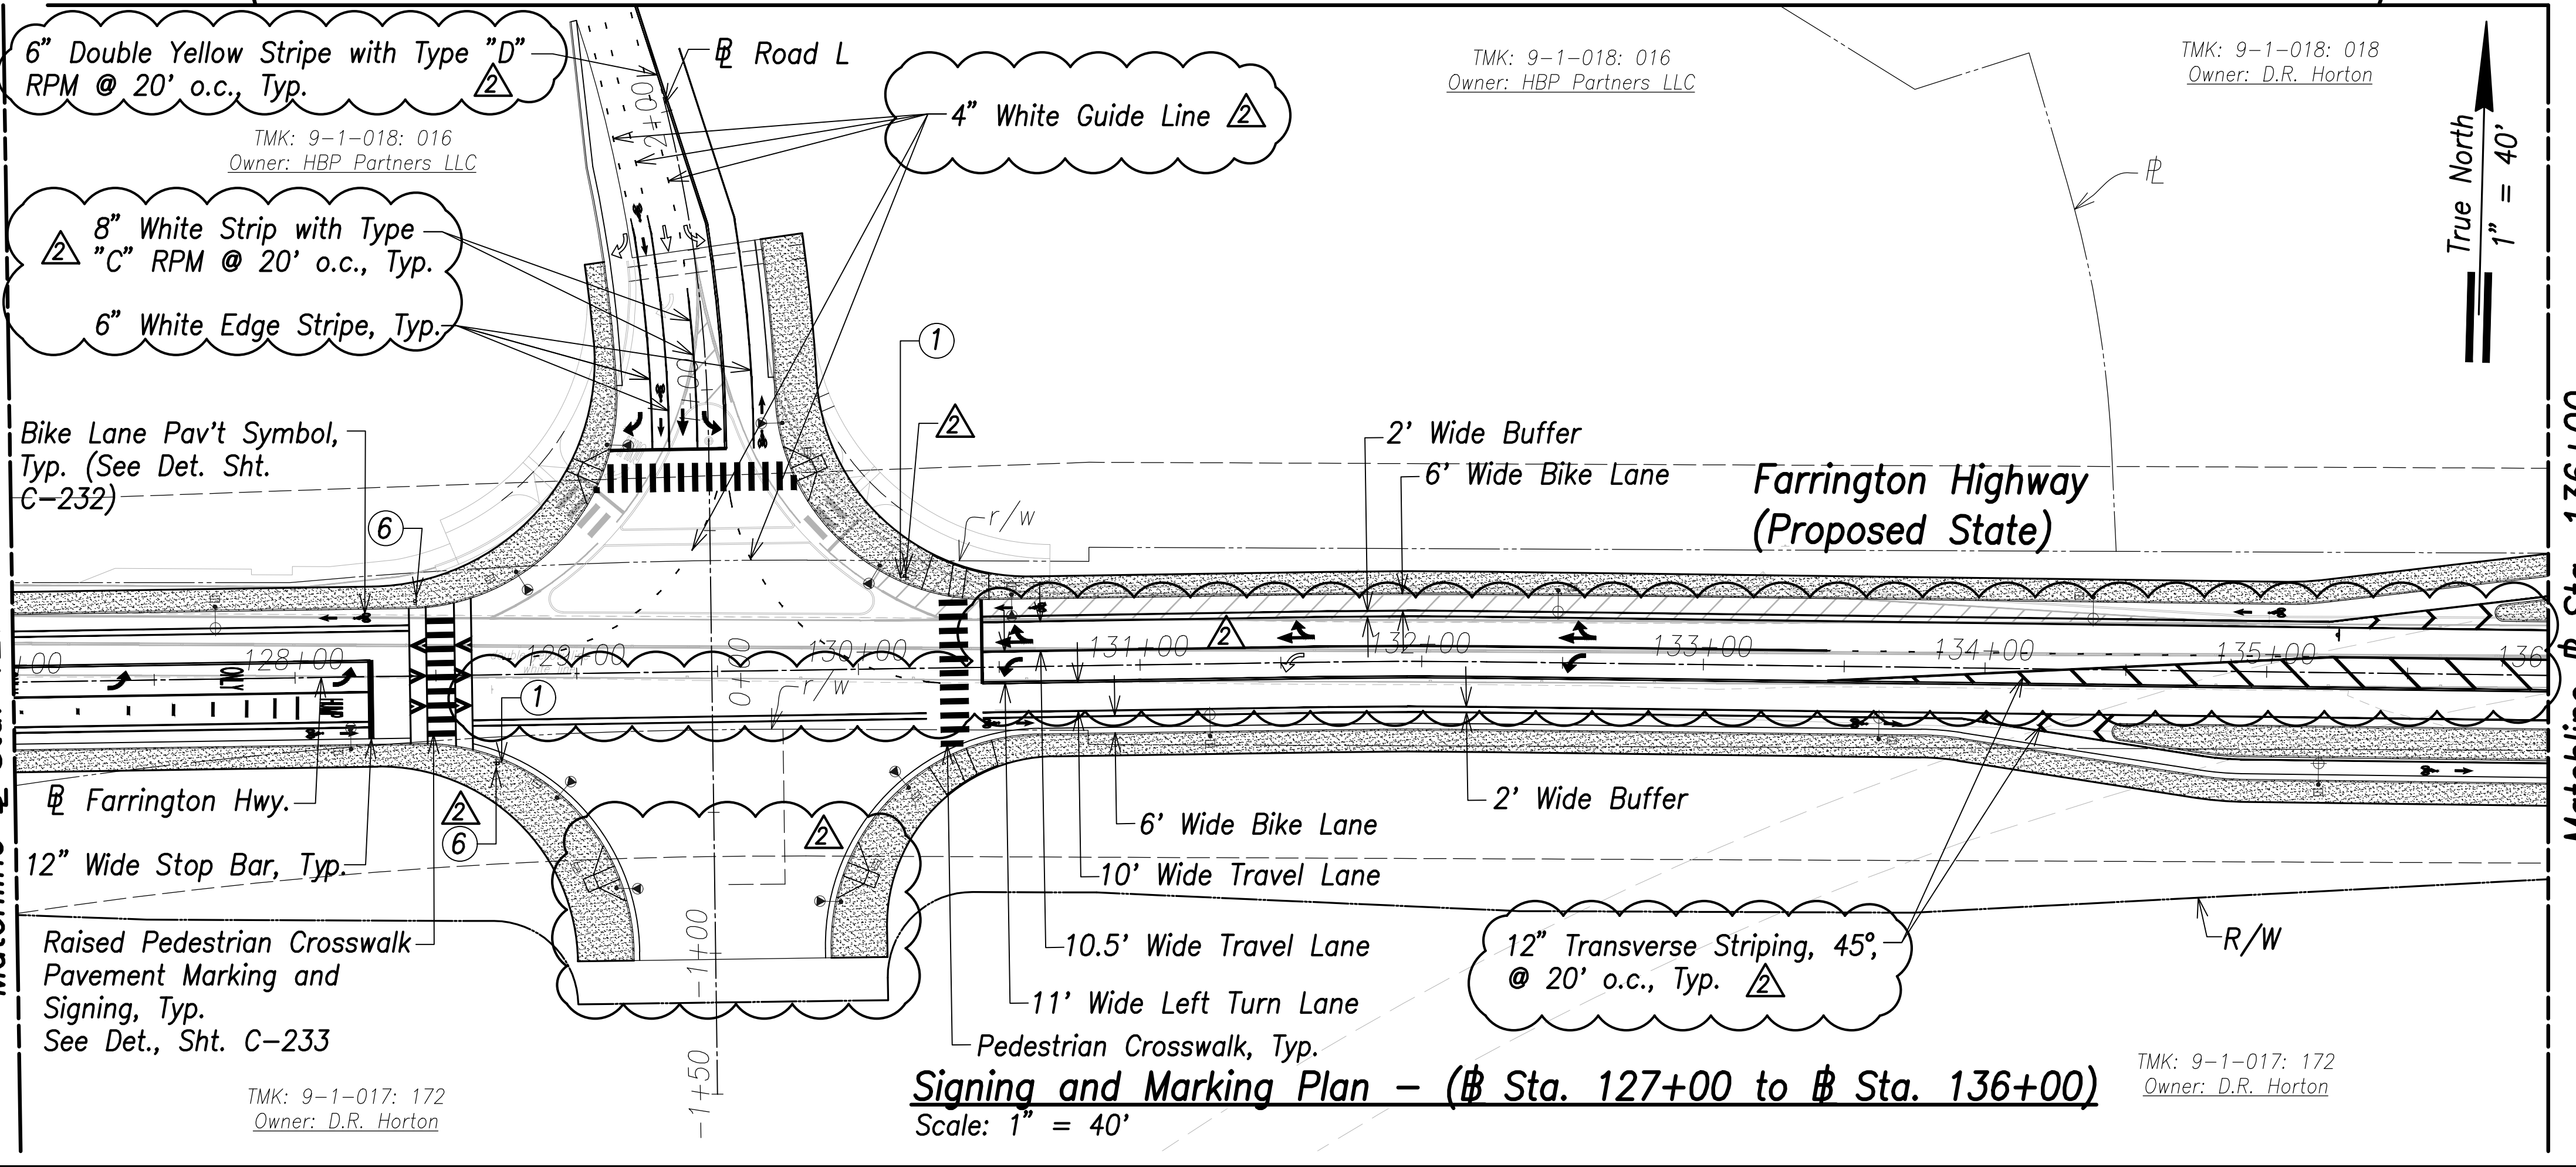 6" Double Yellow Stripe with Type "D"
RPM @ 20' o.c., Typ.
2
TMK: 9-1-018: 016
Owner: HBP Partners LLC
8" White Strip with Type
"C" RPM @ 20' o.c., Typ.
2
6" White Edge Stripe, Typ.
Bike Lane Pav't Symbol,
Typ. (See Det. Sht.
C-232)
6
℄ Road L
2+00
4" White Guide Line
2
1
2
r/w
TMK: 9-1-018: 016
Owner: HBP Partners LLC
TMK: 9-1-018: 018
Owner: D.R. Horton
True North
1" = 40'
2' Wide Buffer
6' Wide Bike Lane
Farrington Highway
(Proposed State)
128+00
129+00
130+00
131+00
2
132+00
133+00
134+00
135+00
136
ONLY
0+00
r/w
1
℄ Farrington Hwy.
2
6
12" Wide Stop Bar, Typ.
Raised Pedestrian Crosswalk
Pavement Marking and
Signing, Typ.
See Det., Sht. C-233
2
-1+00
-1+50
2' Wide Buffer
6' Wide Bike Lane
10' Wide Travel Lane
10.5' Wide Travel Lane
11' Wide Left Turn Lane
Pedestrian Crosswalk, Typ.
12" Transverse Striping, 45°,
@ 20' o.c., Typ.
2
R/W
TMK: 9-1-017: 172
Owner: D.R. Horton
TMK: 9-1-017: 172
Owner: D.R. Horton
Signing and Marking Plan - (℄ Sta. 127+00 to ℄ Sta. 136+00)
Scale: 1" = 40'